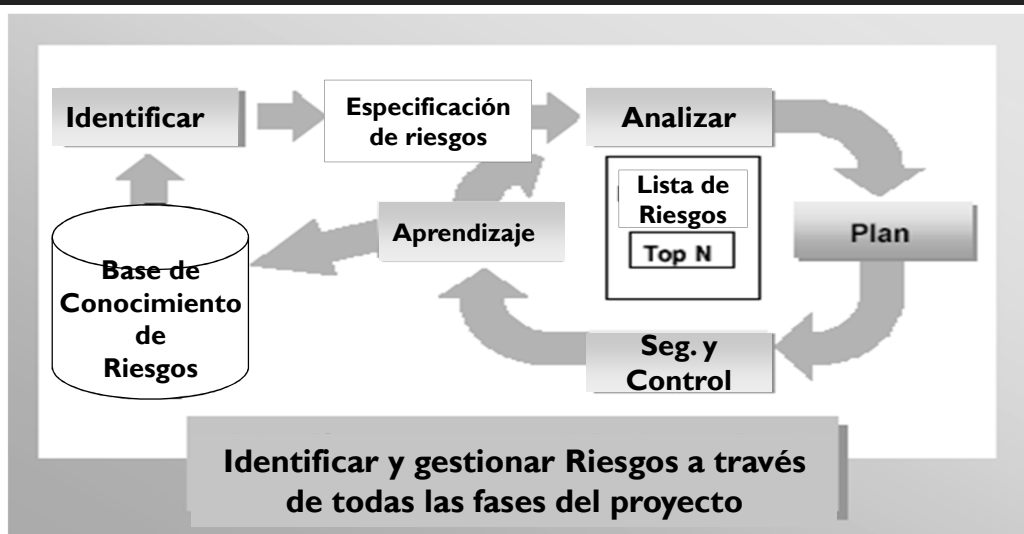 Identificar
Especificación
de riesgos
Analizar
Lista de
Riesgos
Top N
Plan
Aprendizaje
Base de
Conocimiento
de
Riesgos
Seg. y
Control
Identificar y gestionar Riesgos a través
de todas las fases del proyecto